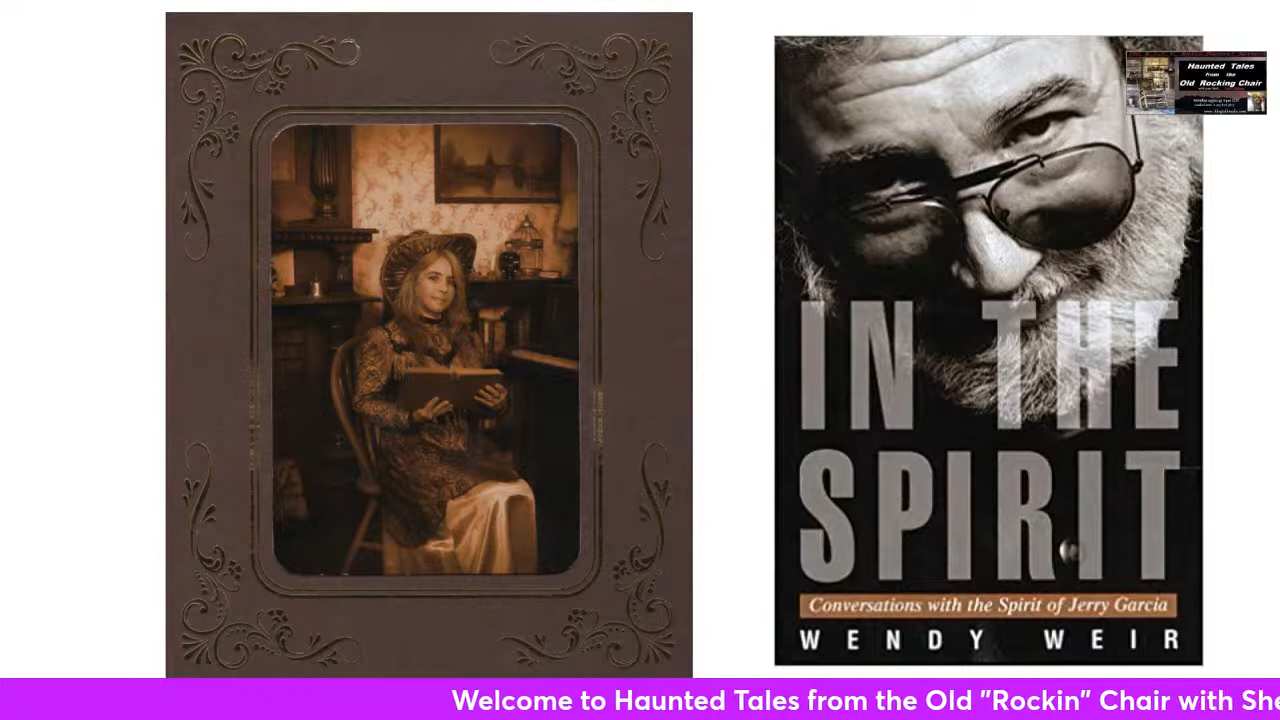 Haunted Tales
from the
Old Rocking Chair
IN THE
SPIRIT
Conversations with the Spirit of Jerry Garcia
WENDY WEIR
Welcome to Haunted Tales from the Old "Rockin" Chair with She